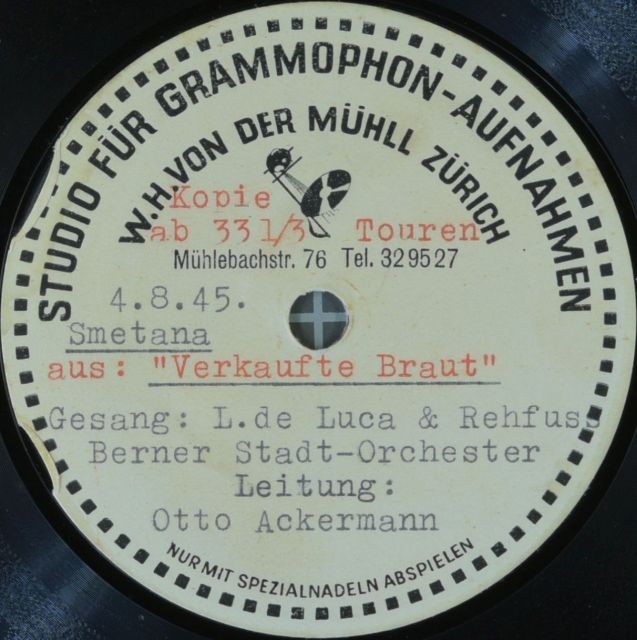 STUDIO FÜR GRAMMOPHON-AUFNAHMEN
W.H. VON DER MÜHLL ZÜRICH
Kopie
ab 33 1/3 Touren
Mühlebachstr. 76 Tel. 329527
4.8.45.
Smetana
aus: "Verkaufte Braut"
Gesang: L.de Luca & Rehfuss
Berner Stadt-Orchester
Leitung:
Otto Ackermann
NUR MIT SPEZIALNADELN ABSPIELEN